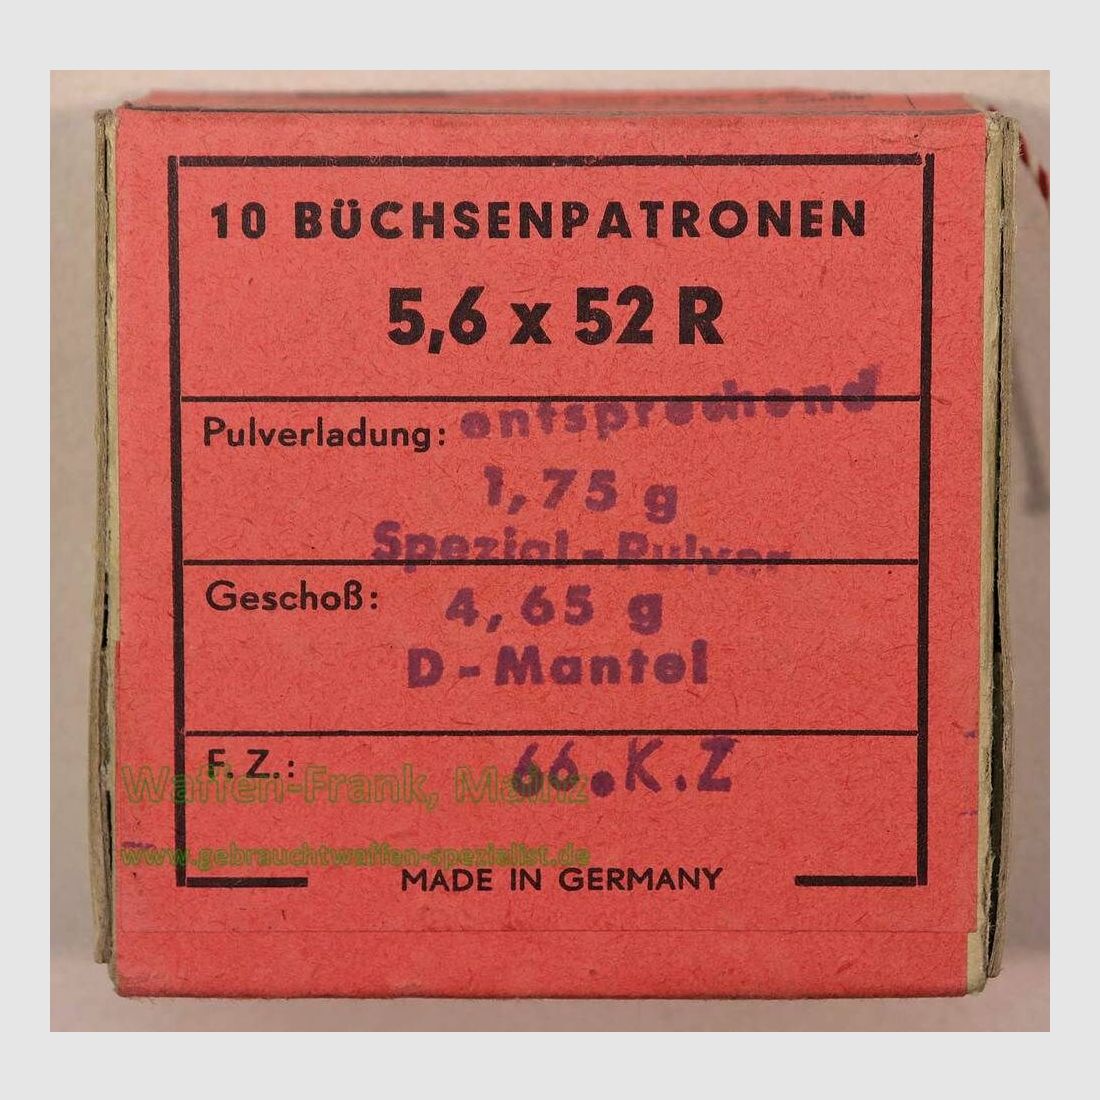 10 BÜCHSENPATRONEN
5,6 x 52 R
Pulverladung: entsprechend
1,75 g
Spezial-Pulver
Geschoß: 4,65 g
D-Mantel
F. Z.: 66.K.Z
Waffen-Frank, Mainz
www.gebrauchtwaffen-spezialist.de
MADE IN GERMANY